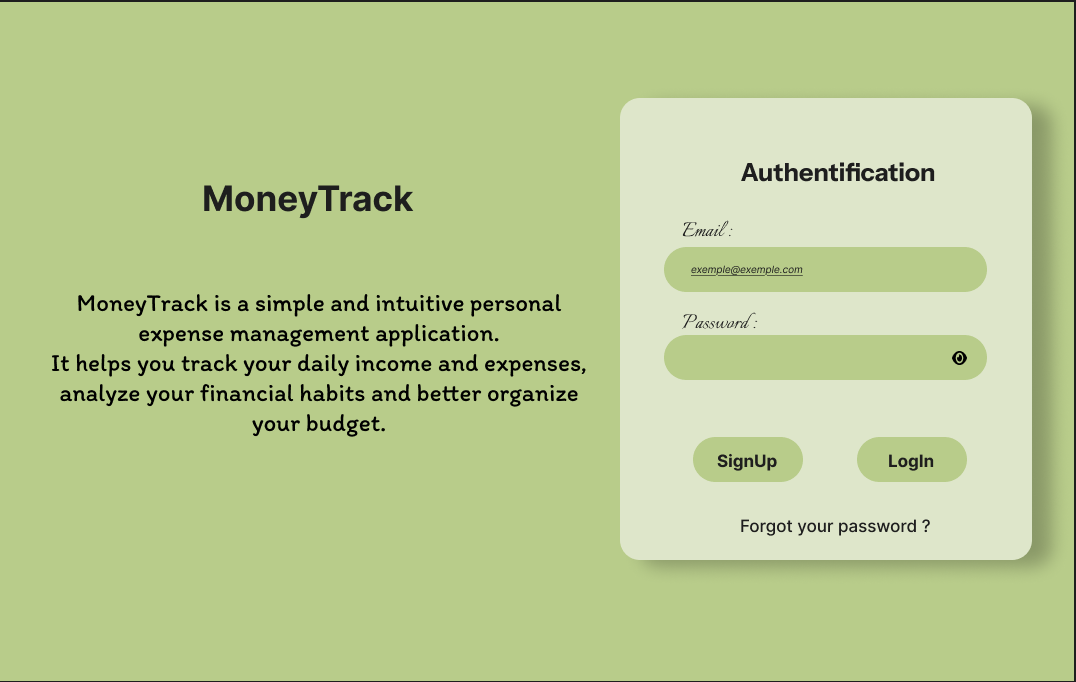 MoneyTrack
MoneyTrack is a simple and intuitive personal
expense management application.
It helps you track your daily income and expenses,
analyze your financial habits and better organize
your budget.
Authentification
Email :
exemple@exemple.com
Password :
SignUp
LogIn
Forgot your password ?